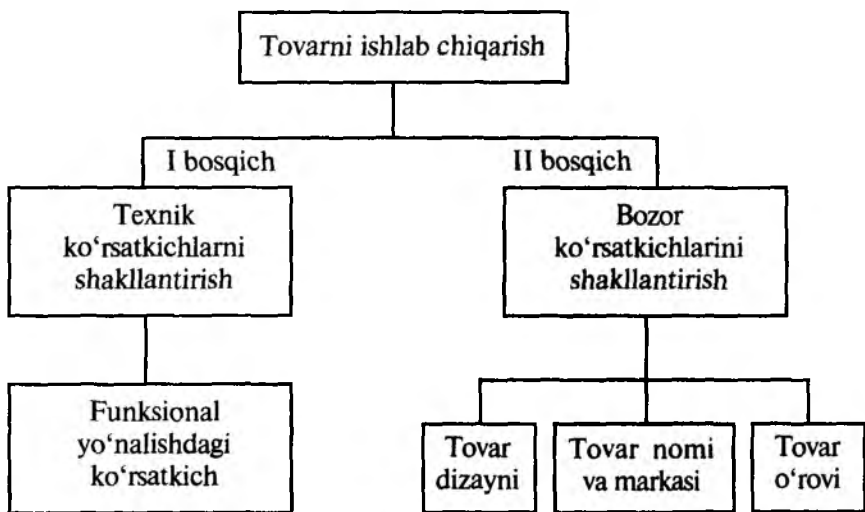 Tovarni ishlab chiqarish
I bosqich
II bosqich
Texnik
ko‘rsatkichlarni
shakllantirish
Bozor
ko‘rsatkichlarini
shakllantirish
Funksional
yo‘nalishdagi
ko‘rsatkich
Tovar
dizayni
Tovar nomi
va markasi
Tovar
o‘rovi